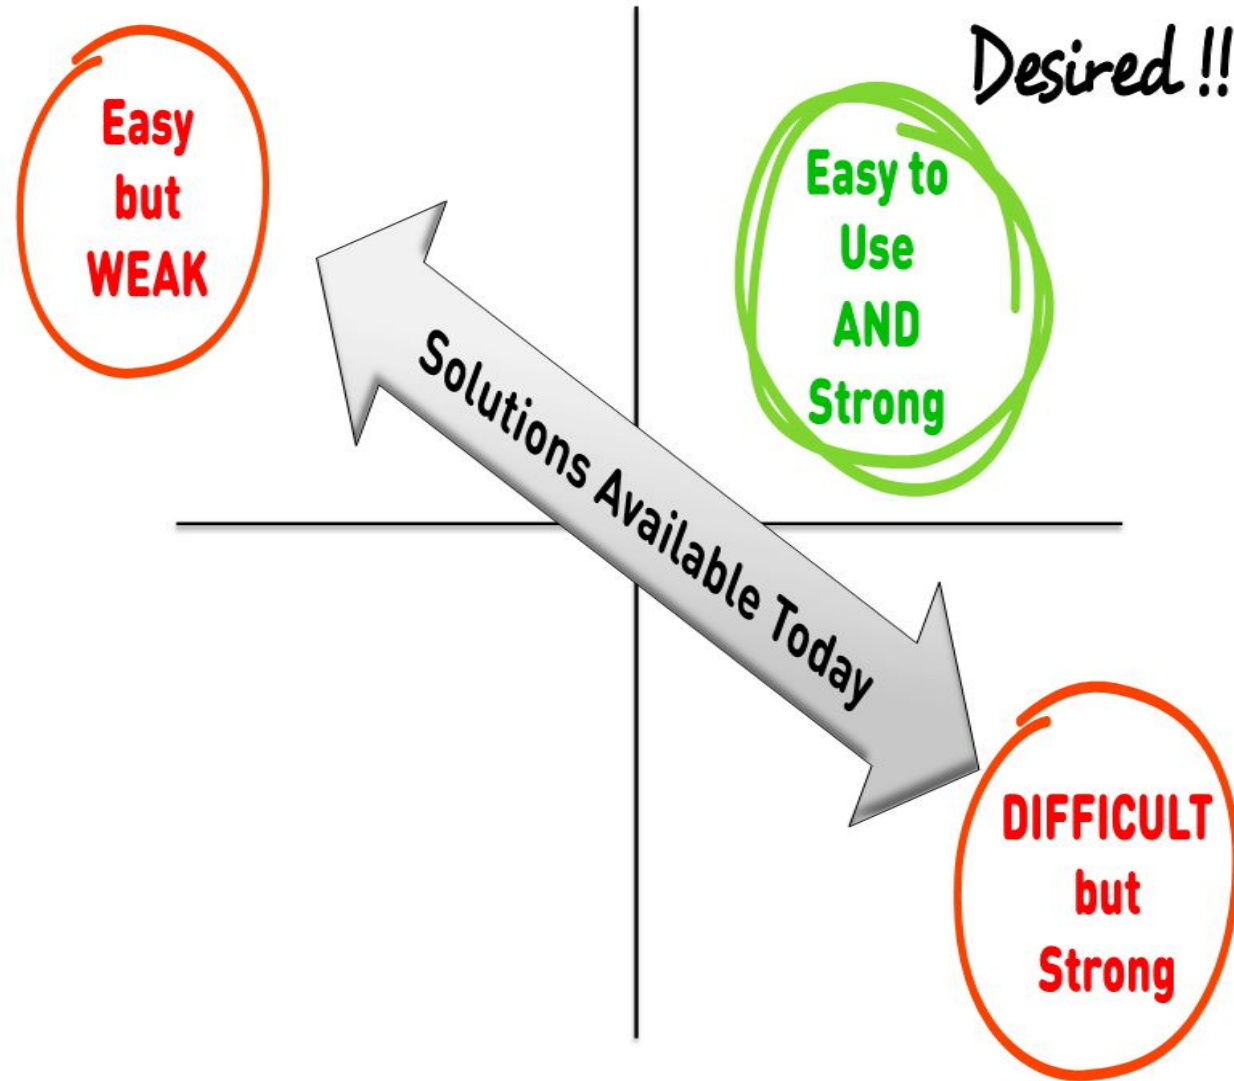 Desired !!
Easy
but
WEAK
Easy to
Use
AND
Strong
Solutions Available Today
DIFFICULT
but
Strong